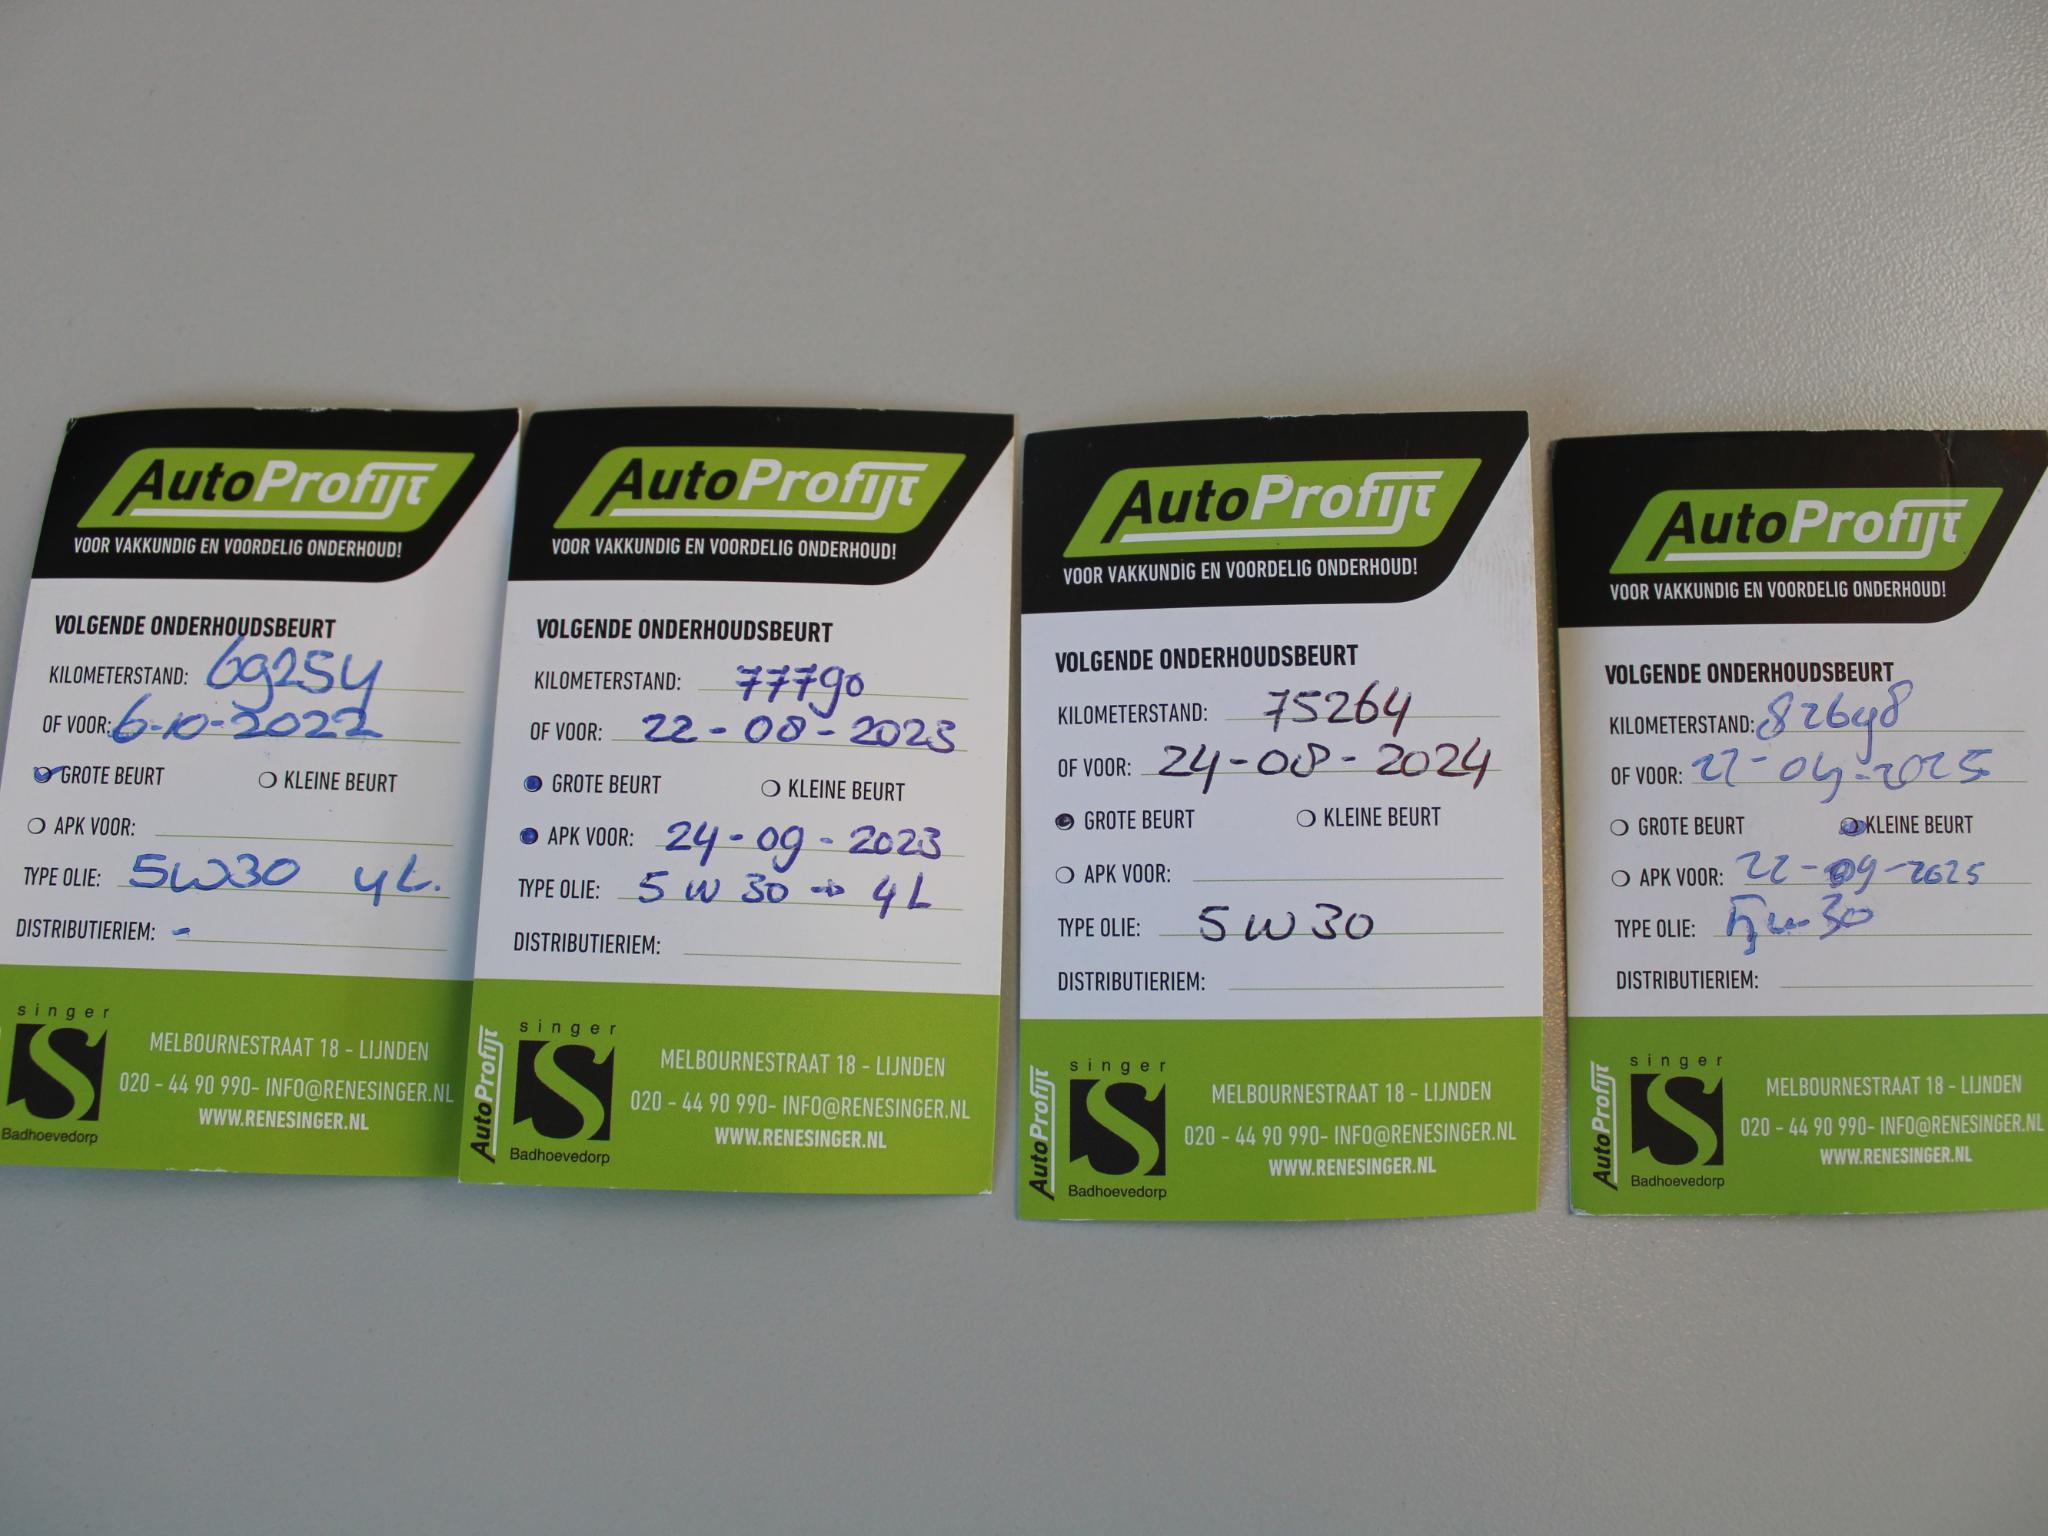 AutoProfijt
VOOR VAKKUNDIG EN VOORDELIG ONDERHOUD!
VOLGENDE ONDERHOUDSBEURT
KILOMETERSTAND: 69254
OF VOOR: 6-10-2022
GROTE BEURT KLEINE BEURT
APK VOOR:
TYPE OLIE: 5W30 4L.
DISTRIBUTIERIEM: -
singer
Badhoevedorp
MELBOURNESTRAAT 18 - LIJNDEN
020 - 44 90 990- INFO@RENESINGER.NL
WWW.RENESINGER.NL
AutoProfijt
VOOR VAKKUNDIG EN VOORDELIG ONDERHOUD!
VOLGENDE ONDERHOUDSBEURT
KILOMETERSTAND: 77790
OF VOOR: 22-08-2023
GROTE BEURT KLEINE BEURT
APK VOOR: 24-09-2023
TYPE OLIE: 5W30 → 4L
DISTRIBUTIERIEM:
AutoProfijt
singer
Badhoevedorp
MELBOURNESTRAAT 18 - LIJNDEN
020 - 44 90 990- INFO@RENESINGER.NL
WWW.RENESINGER.NL
AutoProfijt
VOOR VAKKUNDIG EN VOORDELIG ONDERHOUD!
VOLGENDE ONDERHOUDSBEURT
KILOMETERSTAND: 75264
OF VOOR: 24-08-2024
GROTE BEURT KLEINE BEURT
APK VOOR:
TYPE OLIE: 5W30
DISTRIBUTIERIEM:
AutoProfijt
singer
Badhoevedorp
MELBOURNESTRAAT 18 - LIJNDEN
020 - 44 90 990- INFO@RENESINGER.NL
WWW.RENESINGER.NL
AutoProfijt
VOOR VAKKUNDIG EN VOORDELIG ONDERHOUD!
VOLGENDE ONDERHOUDSBEURT
KILOMETERSTAND:
OF VOOR:
GROTE BEURT KLEINE BEURT
APK VOOR: 22-09-2025
TYPE OLIE: 5w30
DISTRIBUTIERIEM:
AutoProfijt
singer
Badhoevedorp
MELBOURNESTRAAT 18 - LIJNDEN
020 - 44 90 990- INFO@RENESINGER.NL
WWW.RENESINGER.NL